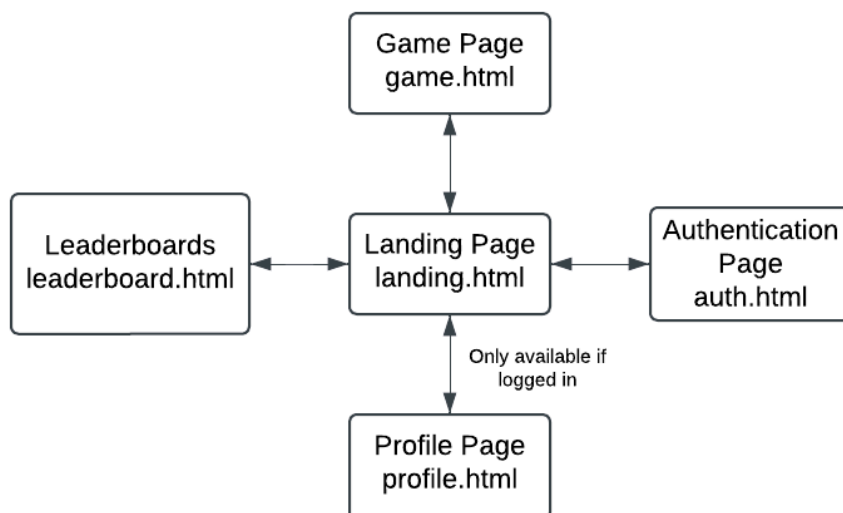 Game Page
game.html
Leaderboards
leaderboard.html
Landing Page
landing.html
Authentication
Page
auth.html
Only available if
logged in
Profile Page
profile.html